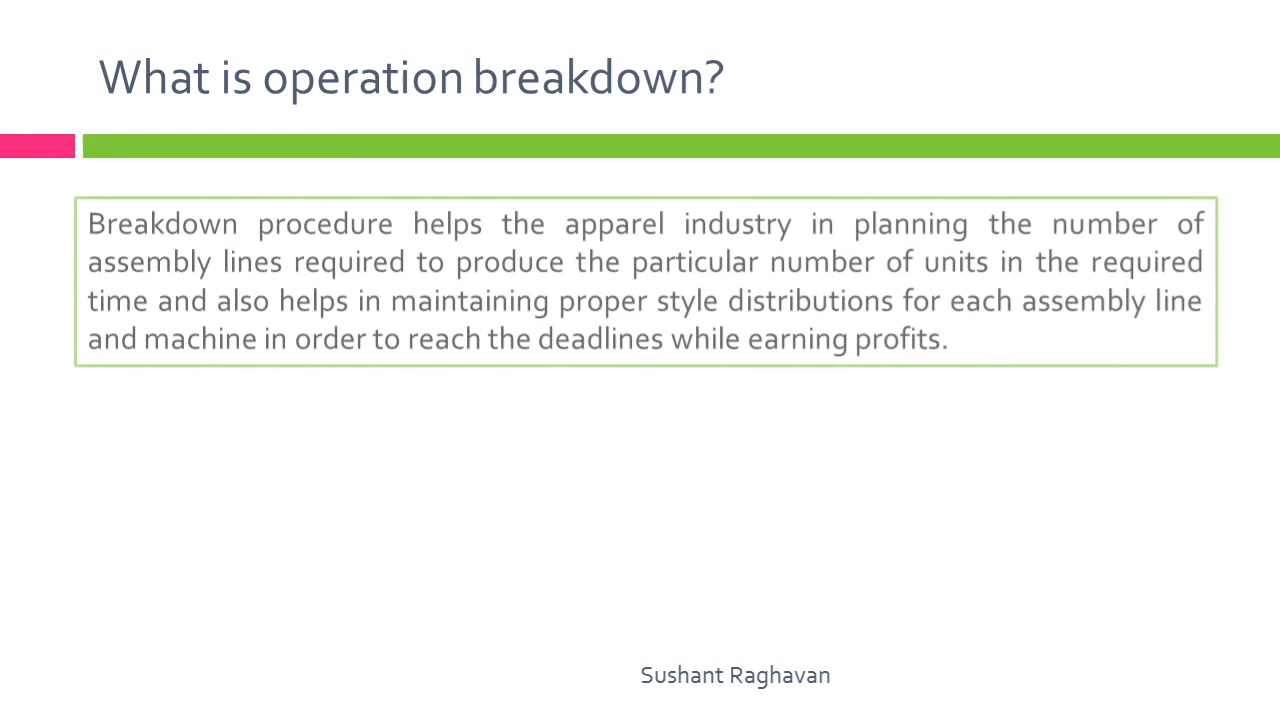 What is operation breakdown?
Breakdown procedure helps the apparel industry in planning the number of
assembly lines required to produce the particular number of units in the required
time and also helps in maintaining proper style distributions for each assembly line
and machine in order to reach the deadlines while earning profits.
Sushant Raghavan